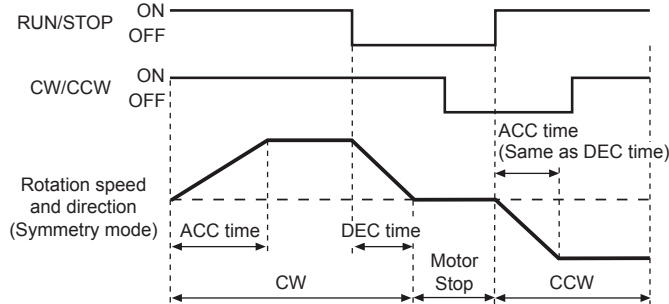 RUN/STOP
ON
OFF
CW/CCW
ON
OFF
ACC time
(Same as DEC time)
Rotation speed
and direction
(Symmetry mode)
ACC time
DEC time
Motor
Stop
CW
CCW